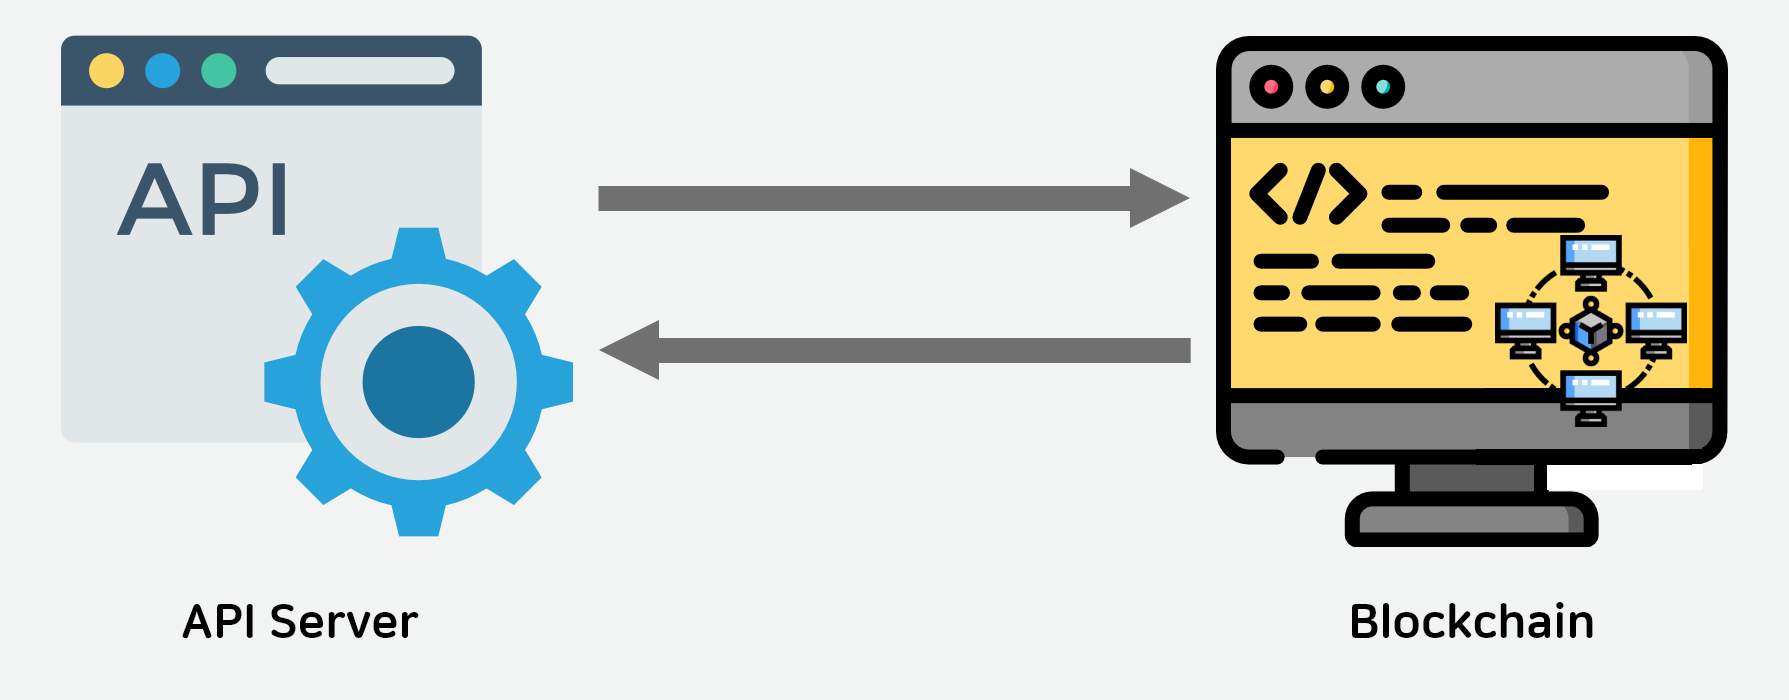 API
</>
API Server
Blockchain